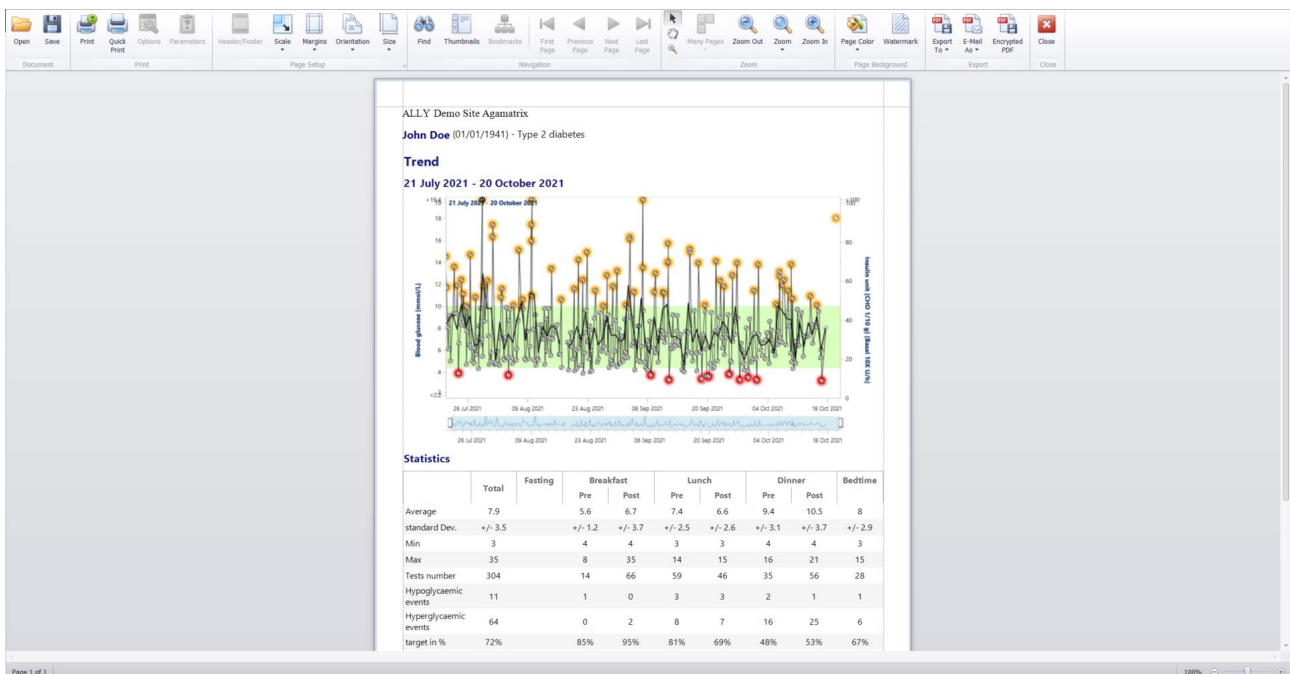 Open Save Print Quick Print Options Parameters Header/Footer Scale Margins Orientation Size Find Thumbnails Bookmarks First Page Previous Page Next Page Last Page Many Pages Zoom Out Zoom Zoom In Page Color Watermark Export To E-Mail As Encrypted PDF Close
Document Print Page Setup Navigation Zoom Page Background Export Close
ALLY Demo Site Agamatrix
John Doe (01/01/1941) - Type 2 diabetes
Trend
21 July 2021 - 20 October 2021
21 July 2021 - 20 October 2021
Blood glucose [mmol/L]
18
16
14
12
10
8
6
4
<2.2
>100
80
60
40
20
0
Insulin unit (CHO 1/10 g) (Basal 10X U/h)
26 Jul 2021 09 Aug 2021 23 Aug 2021 08 Sep 2021 20 Sep 2021 04 Oct 2021 18 Oct 2021
26 Jul 2021 09 Aug 2021 23 Aug 2021 08 Sep 2021 20 Sep 2021 04 Oct 2021 18 Oct 2021
Statistics
Total Fasting Breakfast Lunch Dinner Bedtime
Pre Post Pre Post Pre Post
Average 7.9 5.6 6.7 7.4 6.6 9.4 10.5 8
standard Dev. +/- 3.5 +/- 1.2 +/- 3.7 +/- 2.5 +/- 2.6 +/- 3.1 +/- 3.7 +/- 2.9
Min 3 4 4 3 3 4 4 3
Max 35 8 35 14 15 16 21 15
Tests number 304 14 66 59 46 35 56 28
Hypoglycaemic events 11 1 0 3 3 2 1 1
Hyperglycaemic events 64 0 2 8 7 16 25 6
target in % 72% 85% 95% 81% 69% 48% 53% 67%
Page 1 of 1 100%